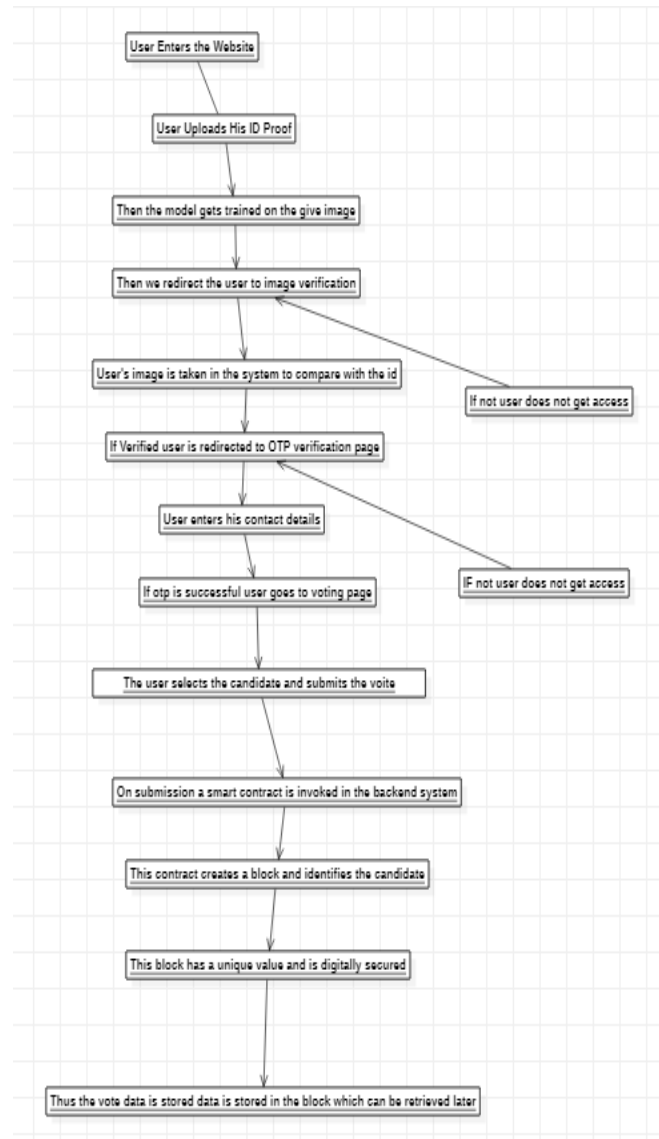 User Enters the Website
User Uploads His ID Proof
Then the model gets trained on the give image
Then we redirect the user to image verification
User's image is taken in the system to compare with the id
If not user does not get access
If Verified user is redirected to OTP verification page
User enters his contact details
IF not user does not get access
If otp is successful user goes to voting page
The user selects the candidate and submits the voite
On submission a smart contract is invoked in the backend system
This contract creates a block and identifies the candidate
This block has a unique value and is digitally secured
Thus the vote data is stored data is stored in the block which can be retrieved later